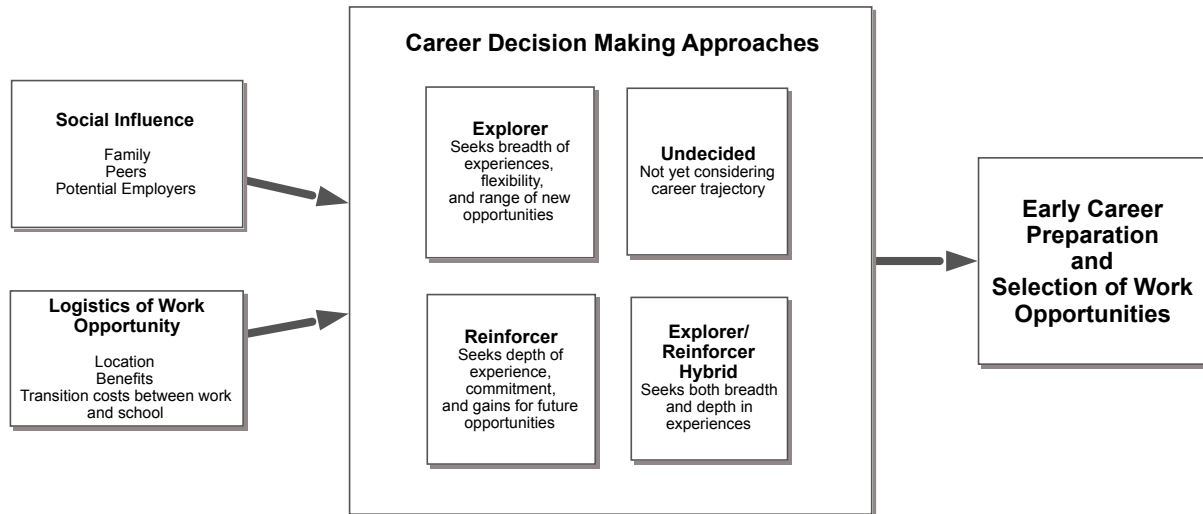 Career Decision Making Approaches
Social Influence
Family
Peers
Potential Employers
Logistics of Work
Opportunity
Location
Benefits
Transition costs between work
and school
Explorer
Seeks breadth of
experiences,
flexibility,
and range of new
opportunities
Undecided
Not yet considering
career trajectory
Reinforcer
Seeks depth of
experience,
commitment,
and gains for future
opportunities
Explorer/
Reinforcer
Hybrid
Seeks both breadth
and depth in
experiences
Early Career
Preparation
and
Selection of Work
Opportunities